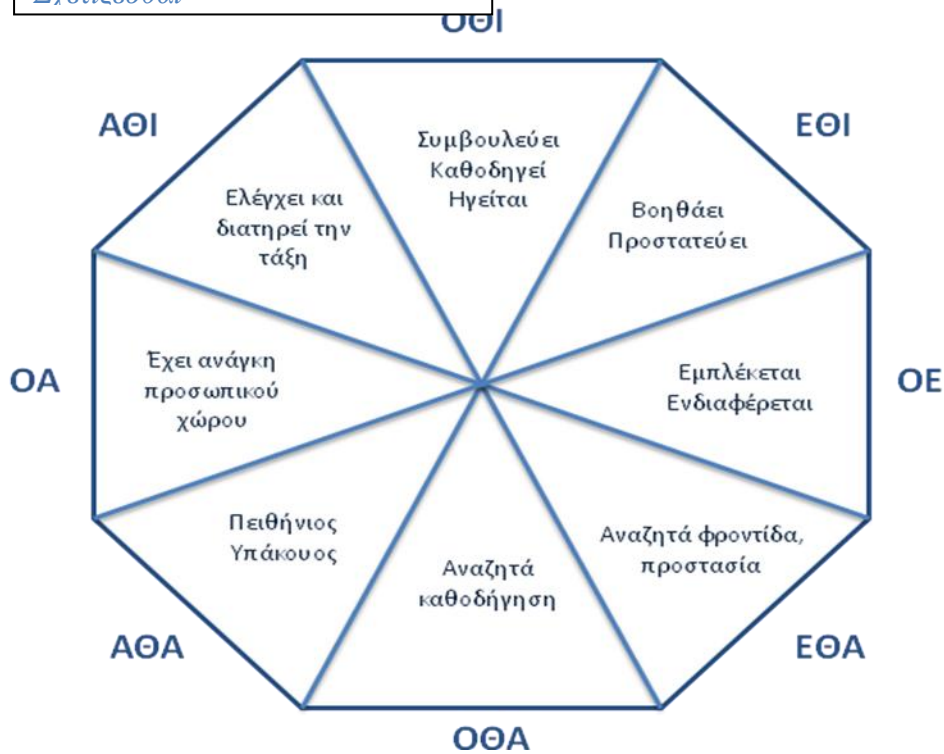 ΟΘΙ
ΑΘΙ
ΕΘΙ
Συμβουλεύει
Καθοδηγεί
Ηγείται
Ελέγχει και
διατηρεί την
τάξη
Βοηθάει
Προστατεύει
ΟΑ
Έχει ανάγκη
προσωπικού
χώρου
Εμπλέκεται
Ενδιαφέρεται
ΟΕ
Πειθήνιος
Υπάκουος
Αναζητά
καθοδήγηση
Αναζητά φροντίδα,
προστασία
ΑΘΑ
ΕΘΑ
ΟΘΑ